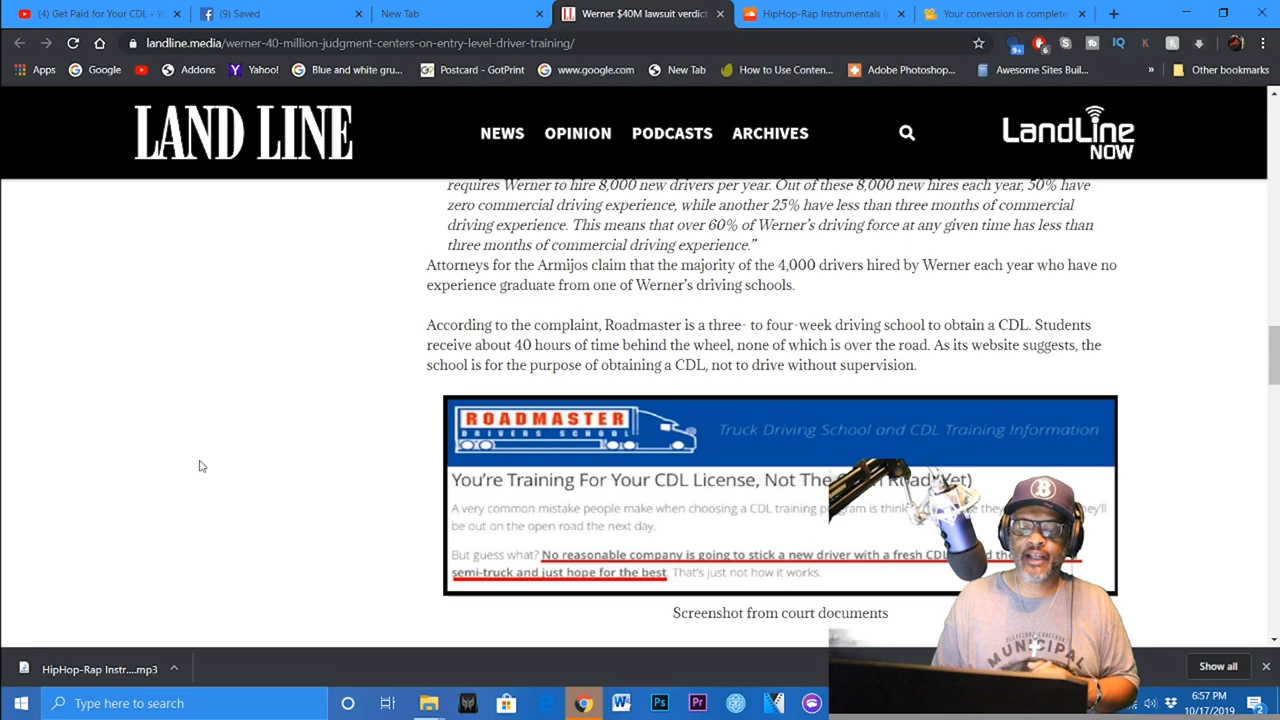 (4) Get Paid for Your CDL - Y
(9) Saved
New Tab
Werner $40M lawsuit verdict
HipHop-Rap Instrumentals (
Your conversion is complete
landline.media/werner-40-million-judgment-centers-on-entry-level-driver-training/
Apps
Google
Addons
Yahoo!
Blue and white gru...
Postcard - GotPrint
www.google.com
New Tab
How to Use Conten...
Adobe Photoshop...
Awesome Sites Buil...
»
Other bookmarks
LAND LINE
NEWS
OPINION
PODCASTS
ARCHIVES
LandLine
NOW
requires Werner to hire 8,000 new drivers per year. Out of these 8,000 new hires each year, 50% have
zero commercial driving experience, while another 25% have less than three months of commercial
driving experience. This means that over 60% of Werner's driving force at any given time has less than
three months of commercial driving experience."
Attorneys for the Armijos claim that the majority of the 4,000 drivers hired by Werner each year who have no
experience graduate from one of Werner's driving schools.
According to the complaint, Roadmaster is a three- to four-week driving school to obtain a CDL. Students
receive about 40 hours of time behind the wheel, none of which is over the road. As its website suggests, the
school is for the purpose of obtaining a CDL, not to drive without supervision.
ROADMASTER
DRIVERS SCHOOL
Truck Driving School and CDL Training Information
You're Training For Your CDL License, Not The Road Yet)
A very common mistake people make when choosing a CDL training program is think they'll
be out on the open road the next day.
But guess what? No reasonable company is going to stick a new driver with a fresh CDL
semi-truck and just hope for the best. That's just not how it works.
Screenshot from court documents
B
MUNICIPAL
HipHop-Rap Instr....mp3
Show all
Type here to search
6:57 PM
10/17/2019